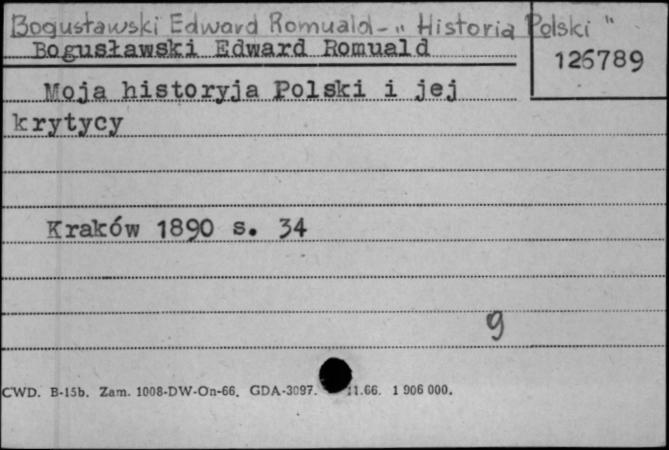 Bogusławski Edward Romuald - „ Historia Polski "
Bogusławski Edward Romuald
126789
Moja historyja Polski i jej
krytycy
Kraków 1890 s. 34
9
CWD. B-15b. Zam. 1008-DW-On-66. GDA-3097. 11.66. 1 906 000.